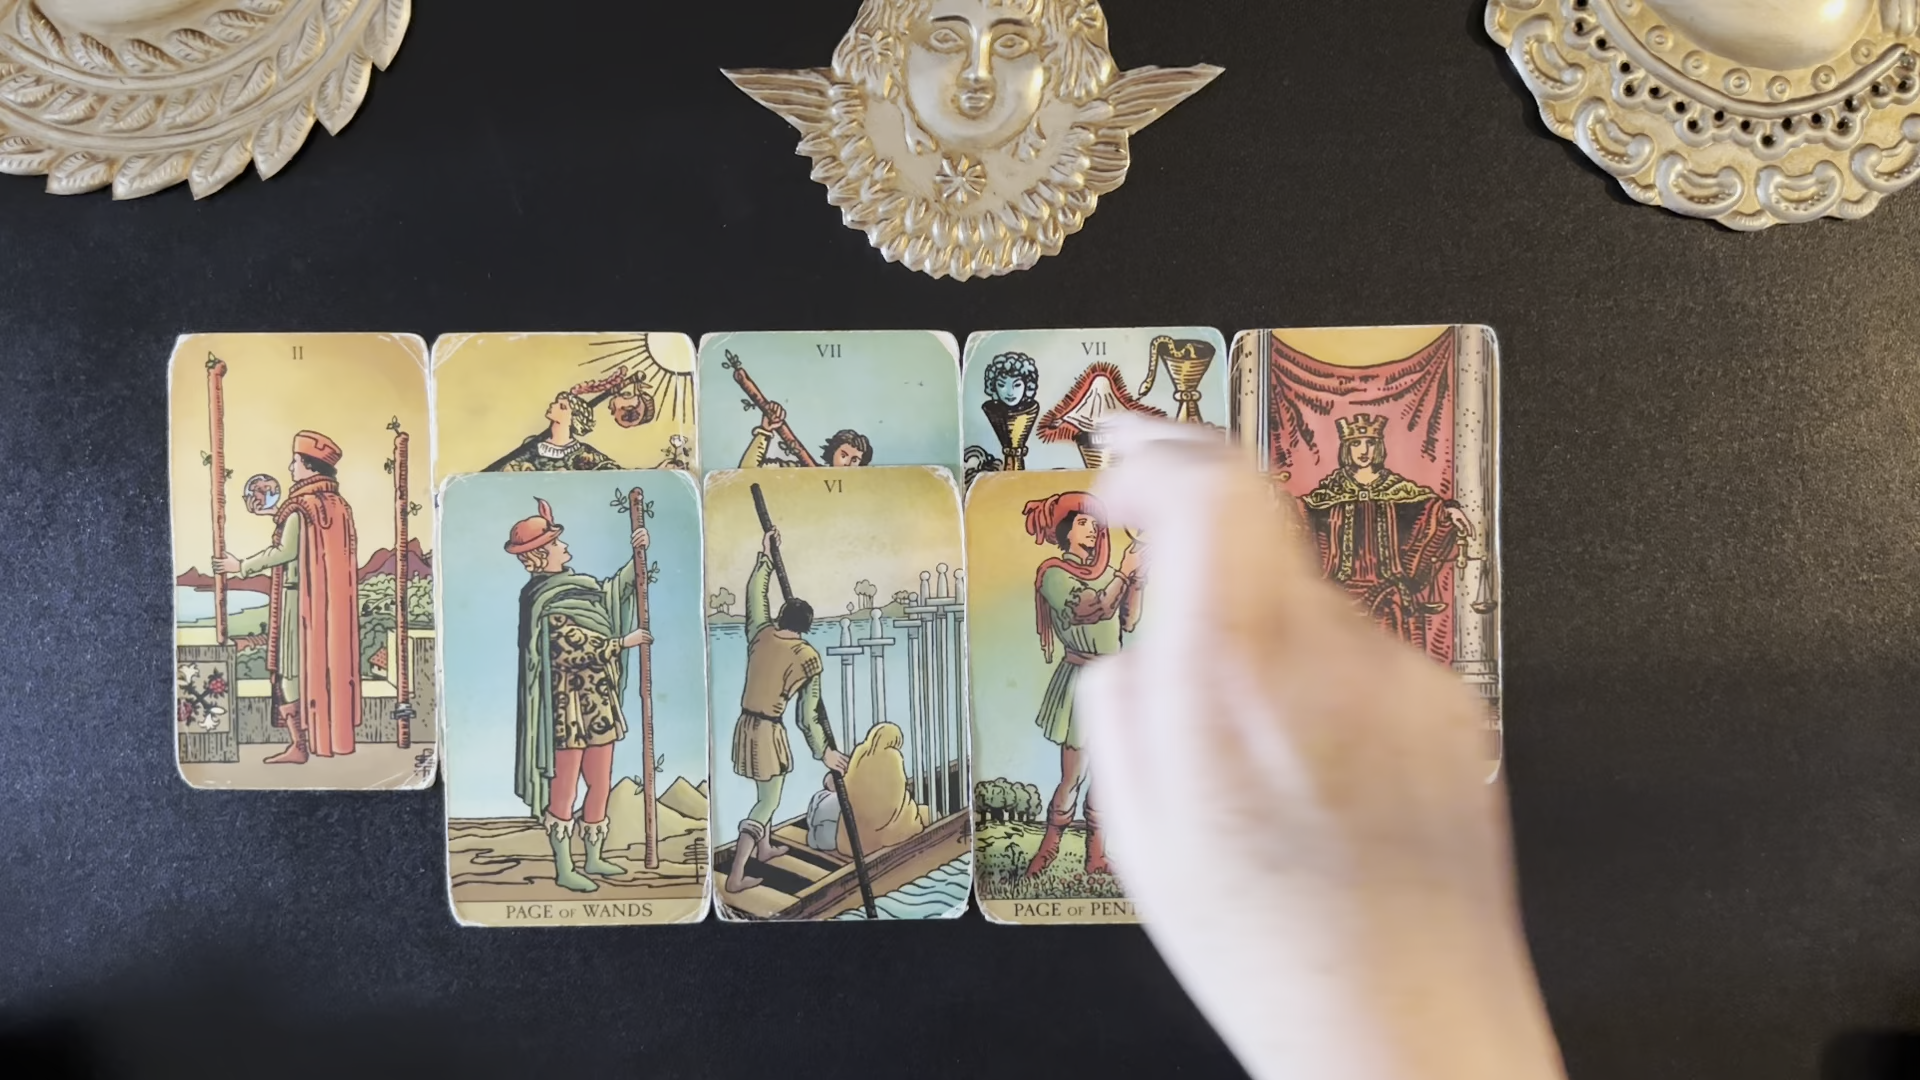 II
VII
VII
VI
PAGE OF WANDS
PAGE OF PENT